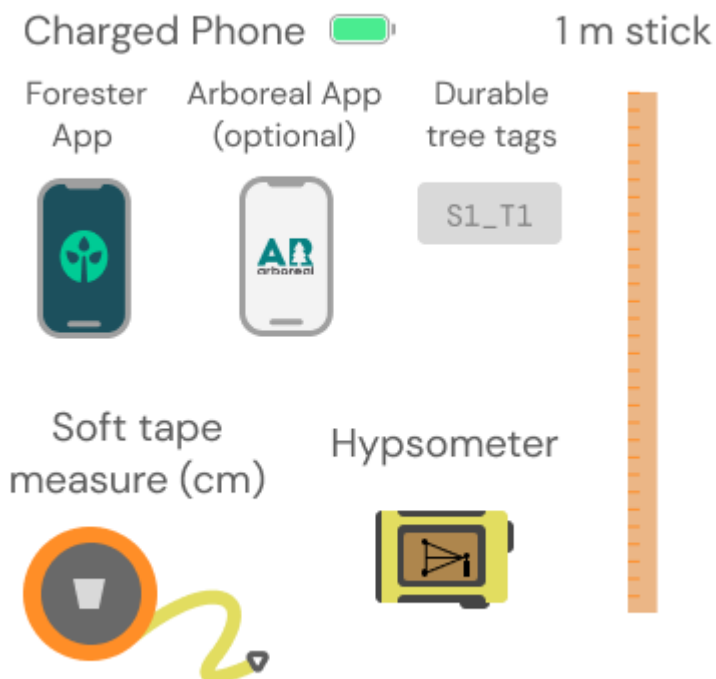 Charged Phone
1 m stick
Forester
App
Arboreal App
(optional)
Durable
tree tags
S1_T1
AR
arboreal
Soft tape
measure (cm)
Hypsometer